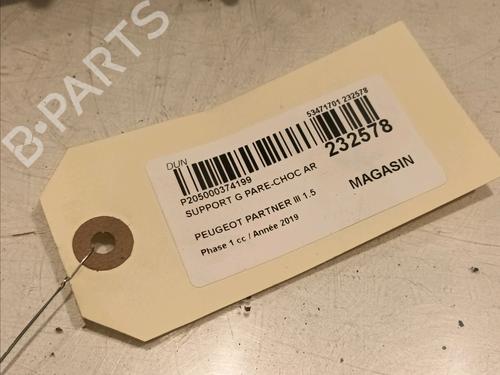 B-PARTS
DUN
53471701 232578
232578
P205000374199
SUPPORT G PARE-CHOC AR
PEUGEOT PARTNER III 1.5
MAGASIN
Phase 1 cc / Année 2019